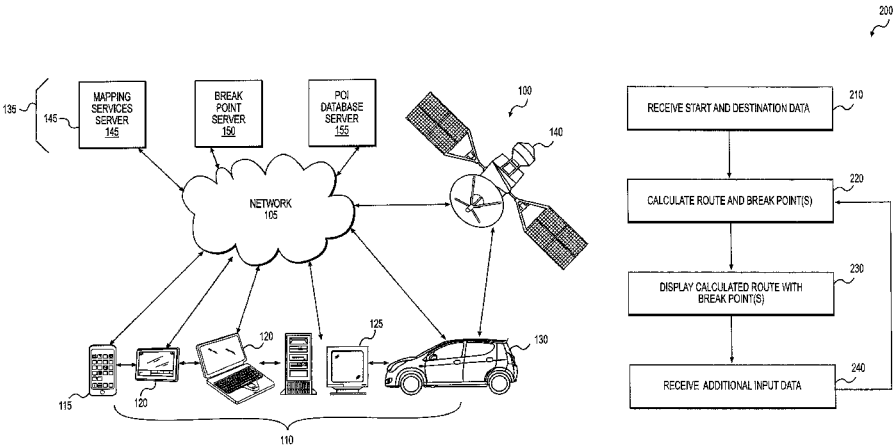 200
135
145
MAPPING
SERVICES
SERVER
145
BREAK
POINT
SERVER
150
POI
DATABASE
SERVER
155
100
140
NETWORK
105
115
120
120
125
130
110
RECEIVE START AND DESTINATION DATA
210
CALCULATE ROUTE AND BREAK POINT(S)
220
DISPLAY CALCULATED ROUTE WITH
BREAK POINT(S)
230
RECEIVE ADDITIONAL INPUT DATA
240